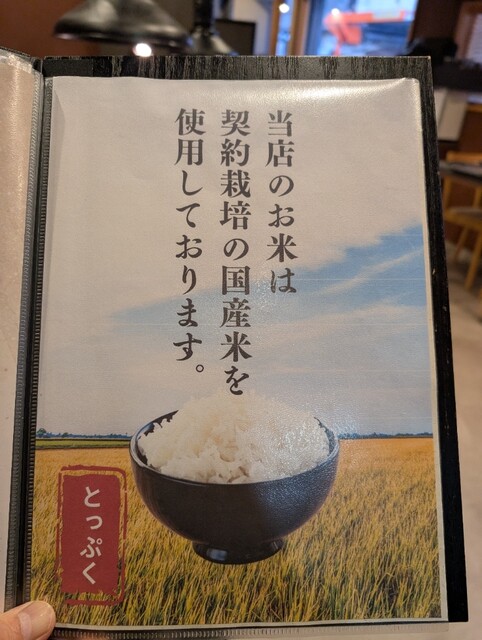 当店のお米は
契約栽培の国産米を
使用しております。
とっぷく